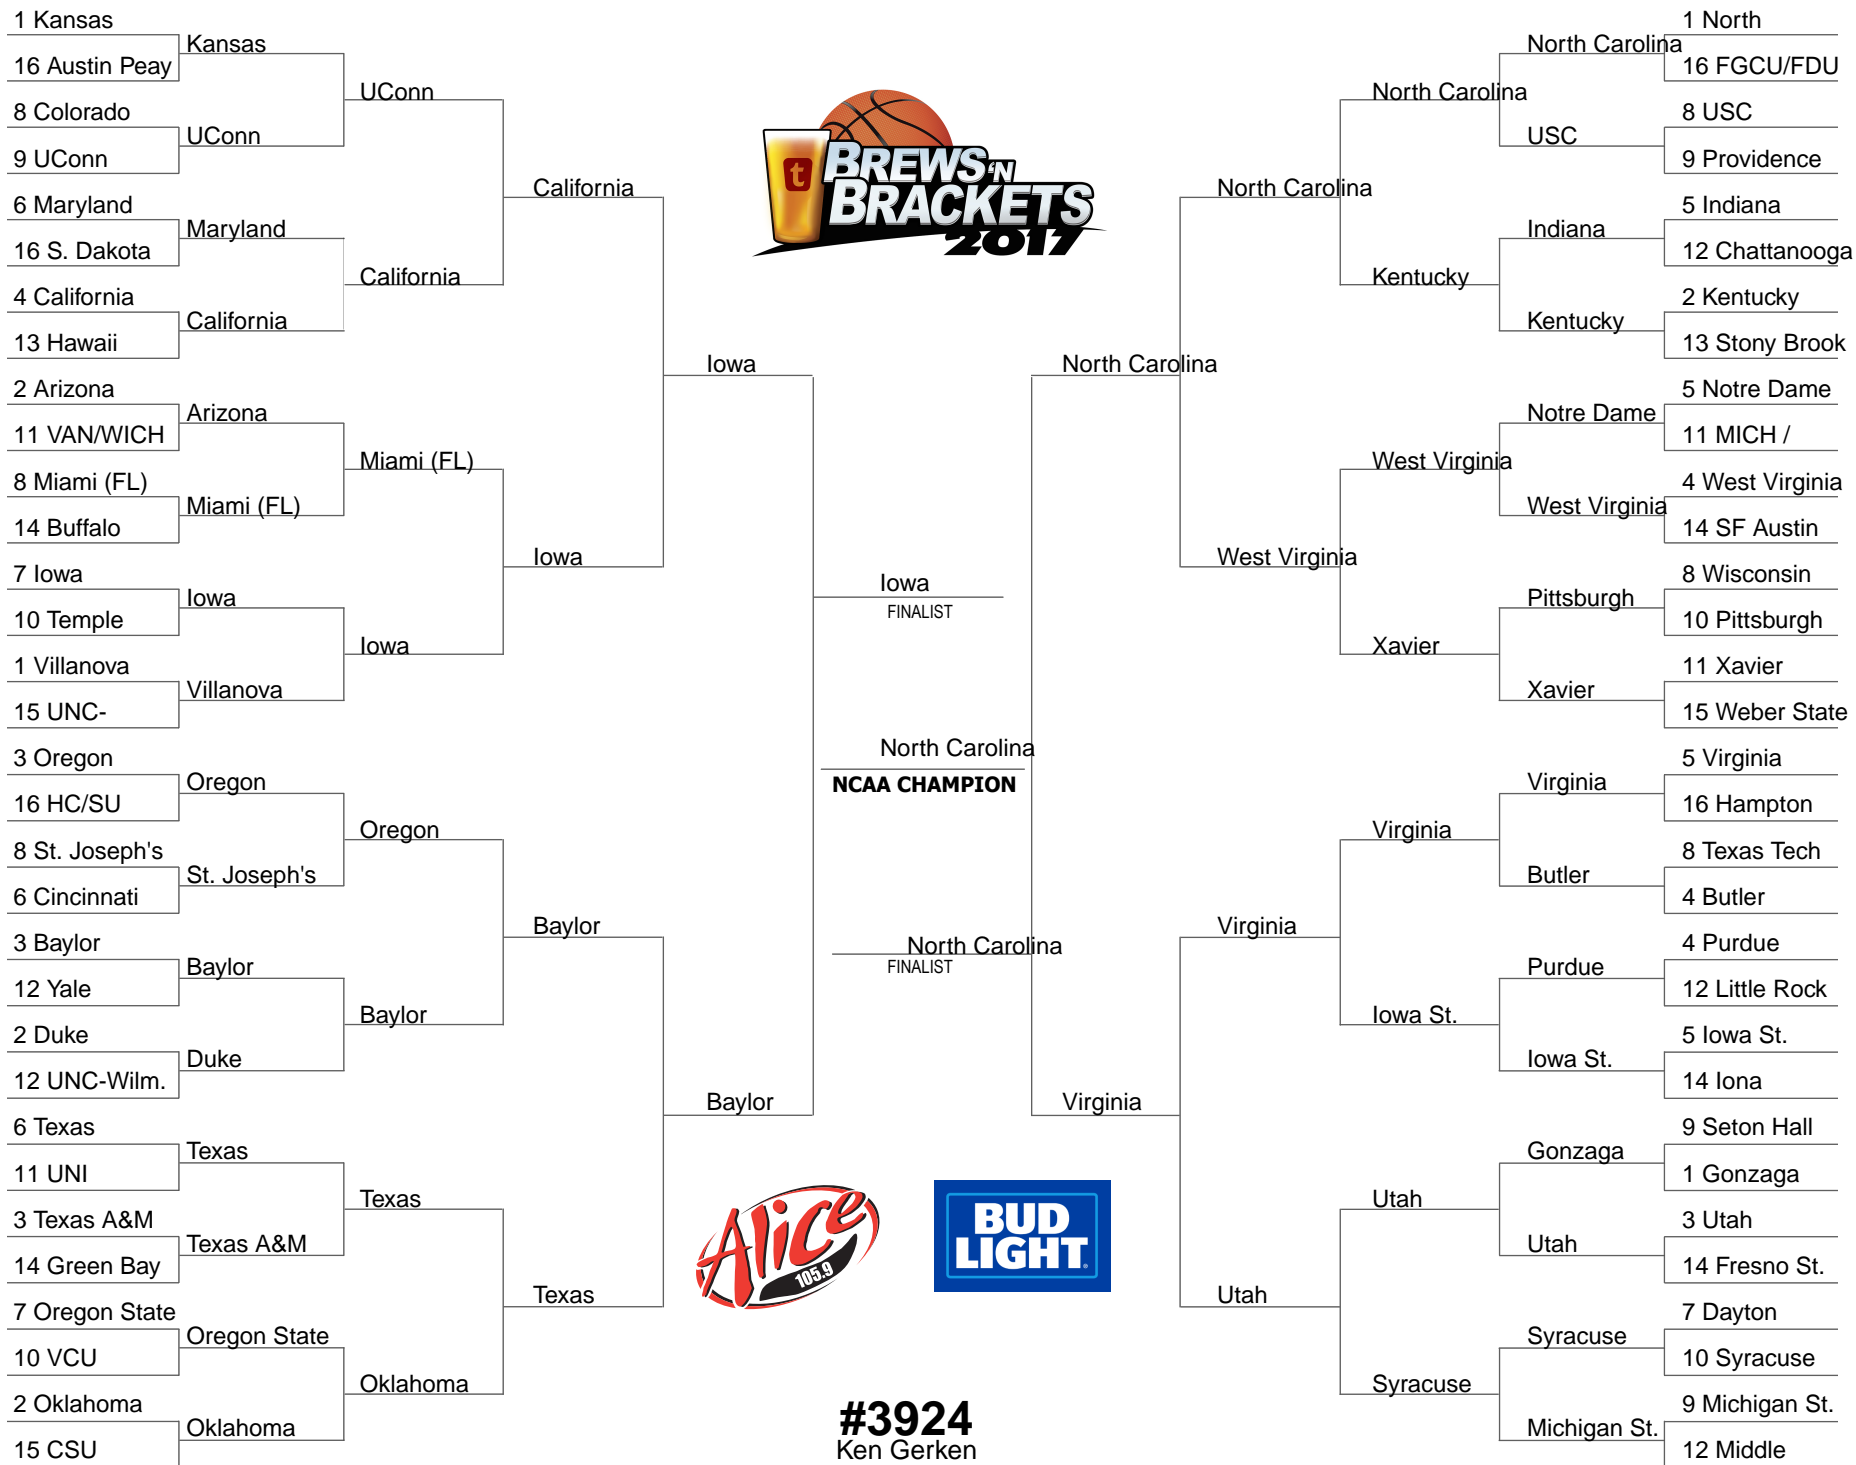 1 Kansas
16 Austin Peay
8 Colorado
9 UConn
6 Maryland
16 S. Dakota
4 California
13 Hawaii
2 Arizona
11 VAN/WICH
8 Miami (FL)
14 Buffalo
7 Iowa
10 Temple
1 Villanova
15 UNC-
3 Oregon
16 HC/SU
8 St. Joseph's
6 Cincinnati
3 Baylor
12 Yale
2 Duke
12 UNC-Wilm.
6 Texas
11 UNI
3 Texas A&M
14 Green Bay
7 Oregon State
10 VCU
2 Oklahoma
15 CSU
Kansas
UConn
Maryland
California
Arizona
Miami (FL)
Iowa
Villanova
Oregon
St. Joseph's
Baylor
Duke
Texas
Texas A&M
Oregon State
Oklahoma
UConn
California
Miami (FL)
Iowa
Oregon
Baylor
Texas
Oklahoma
California
Iowa
Baylor
Texas
Iowa
Baylor
t
BREWS 'N
BRACKETS
2017
Iowa
FINALIST
North Carolina
NCAA CHAMPION
North Carolina
FINALIST
Alice
105.9
BUD
LIGHT
#3924
Ken Gerken
North Carolina
Virginia
North Carolina
West Virginia
Virginia
Utah
North Carolina
Kentucky
West Virginia
Xavier
Virginia
Iowa St.
Utah
Syracuse
North Carolina
USC
Indiana
Kentucky
Notre Dame
West Virginia
Pittsburgh
Xavier
Virginia
Butler
Purdue
Iowa St.
Gonzaga
Utah
Syracuse
Michigan St.
1 North
16 FGCU/FDU
8 USC
9 Providence
5 Indiana
12 Chattanooga
2 Kentucky
13 Stony Brook
5 Notre Dame
11 MICH /
4 West Virginia
14 SF Austin
8 Wisconsin
10 Pittsburgh
11 Xavier
15 Weber State
5 Virginia
16 Hampton
8 Texas Tech
4 Butler
4 Purdue
12 Little Rock
5 Iowa St.
14 Iona
9 Seton Hall
1 Gonzaga
3 Utah
14 Fresno St.
7 Dayton
10 Syracuse
9 Michigan St.
12 Middle